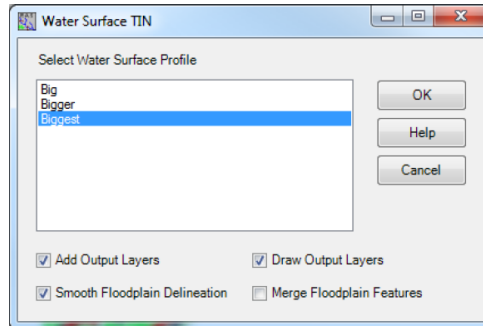 Water Surface TIN
Select Water Surface Profile
Big
Bigger
Biggest
OK
Help
Cancel
Add Output Layers
Draw Output Layers
Smooth Floodplain Delineation
Merge Floodplain Features